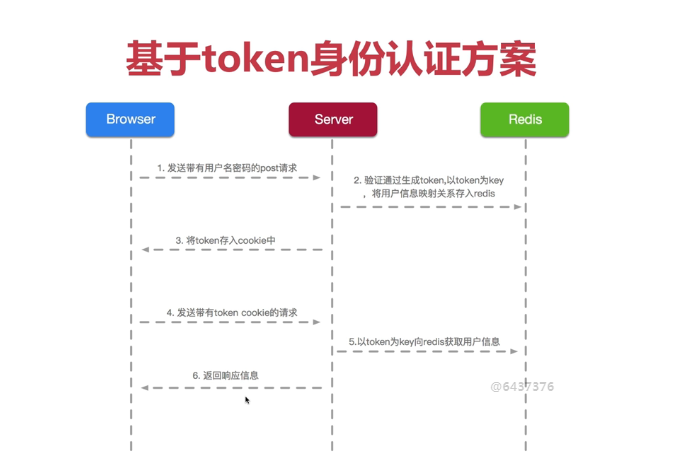 基于token身份认证方案
Browser
Server
Redis
1. 发送带有用户名密码的post请求
2. 验证通过生成token,以token为key
，将用户信息映射关系存入redis
3. 将token存入cookie中
4. 发送带有token cookie的请求
5.以token为key向redis获取用户信息
6. 返回响应信息
@6437376